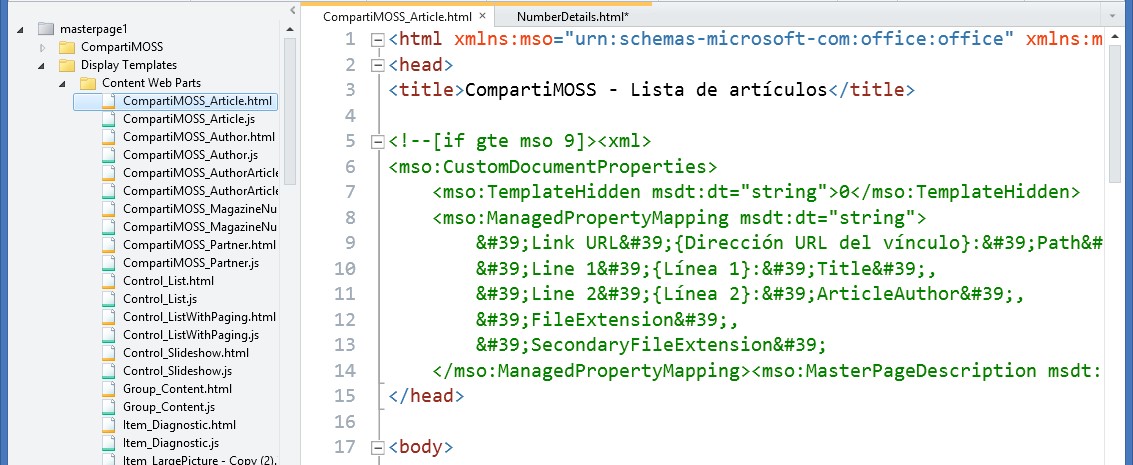 masterpage1
CompartiMOSS
Display Templates
Content Web Parts
CompartiMOSS_Article.html
CompartiMOSS_Article.js
CompartiMOSS_Author.html
CompartiMOSS_Author.js
CompartiMOSS_AuthorArticle
CompartiMOSS_AuthorArticle
CompartiMOSS_MagazineNu
CompartiMOSS_MagazineNu
CompartiMOSS_Partner.html
CompartiMOSS_Partner.js
Control_List.html
Control_List.js
Control_ListWithPaging.html
Control_ListWithPaging.js
Control_Slideshow.html
Control_Slideshow.js
Group_Content.html
Group_Content.js
Item_Diagnostic.html
Item_Diagnostic.js
Item_LargePicture - Copy (2).
CompartiMOSS_Article.html × NumberDetails.html*
1 <html xmlns:mso="urn:schemas-microsoft-com:office:office" xmlns:m
2 <head>
3 <title>CompartiMOSS - Lista de artículos</title>
4
5 <!--[if gte mso 9]><xml>
6 <mso:CustomDocumentProperties>
7 <mso:TemplateHidden msdt:dt="string">0</mso:TemplateHidden>
8 <mso:ManagedPropertyMapping msdt:dt="string">
9 &#39;Link URL&#39;{Dirección URL del vínculo}:&#39;Path&#
10 &#39;Line 1&#39;{Línea 1}:&#39;Title&#39;,
11 &#39;Line 2&#39;{Línea 2}:&#39;ArticleAuthor&#39;,
12 &#39;FileExtension&#39;,
13 &#39;SecondaryFileExtension&#39;
14 </mso:ManagedPropertyMapping><mso:MasterPageDescription msdt:
15 </head>
16
17 <body>